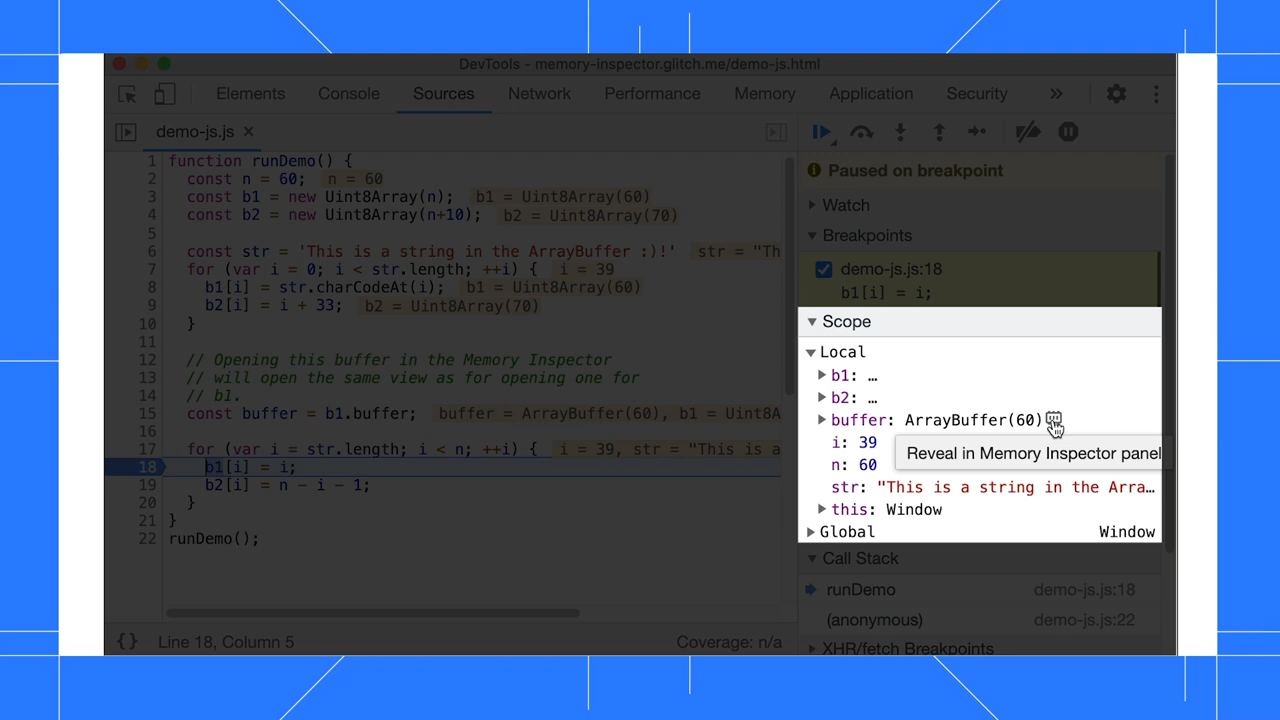 DevTools - memory-inspector.glitch.me/demo-js.html
Elements Console Sources Network Performance Memory Application Security »
demo-js.js ×
1 function runDemo() {
2 const n = 60; n = 60
3 const b1 = new Uint8Array(n); b1 = Uint8Array(60)
4 const b2 = new Uint8Array(n+10); b2 = Uint8Array(70)
5
6 const str = 'This is a string in the ArrayBuffer :)!' str = "Th
7 for (var i = 0; i < str.length; ++i) { i = 39
8 b1[i] = str.charCodeAt(i); b1 = Uint8Array(60)
9 b2[i] = i + 33; b2 = Uint8Array(70)
10 }
11
12 // Opening this buffer in the Memory Inspector
13 // will open the same view as for opening one for
14 // b1.
15 const buffer = b1.buffer; buffer = ArrayBuffer(60), b1 = Uint8A
16
17 for (var i = str.length; i < n; ++i) { i = 39, str = "This is a
18 b1[i] = i;
19 b2[i] = n - i - 1;
20 }
21 }
22 runDemo();
{} Line 18, Column 5 Coverage: n/a
Paused on breakpoint
Watch
Breakpoints
demo-js.js:18
b1[i] = i;
Scope
Local
b1: …
b2: …
buffer: ArrayBuffer(60)
i: 39
Reveal in Memory Inspector panel
n: 60
str: "This is a string in the Arra…
this: Window
Global Window
Call Stack
runDemo demo-js.js:18
(anonymous) demo-js.js:22
XHR/fetch Breakpoints